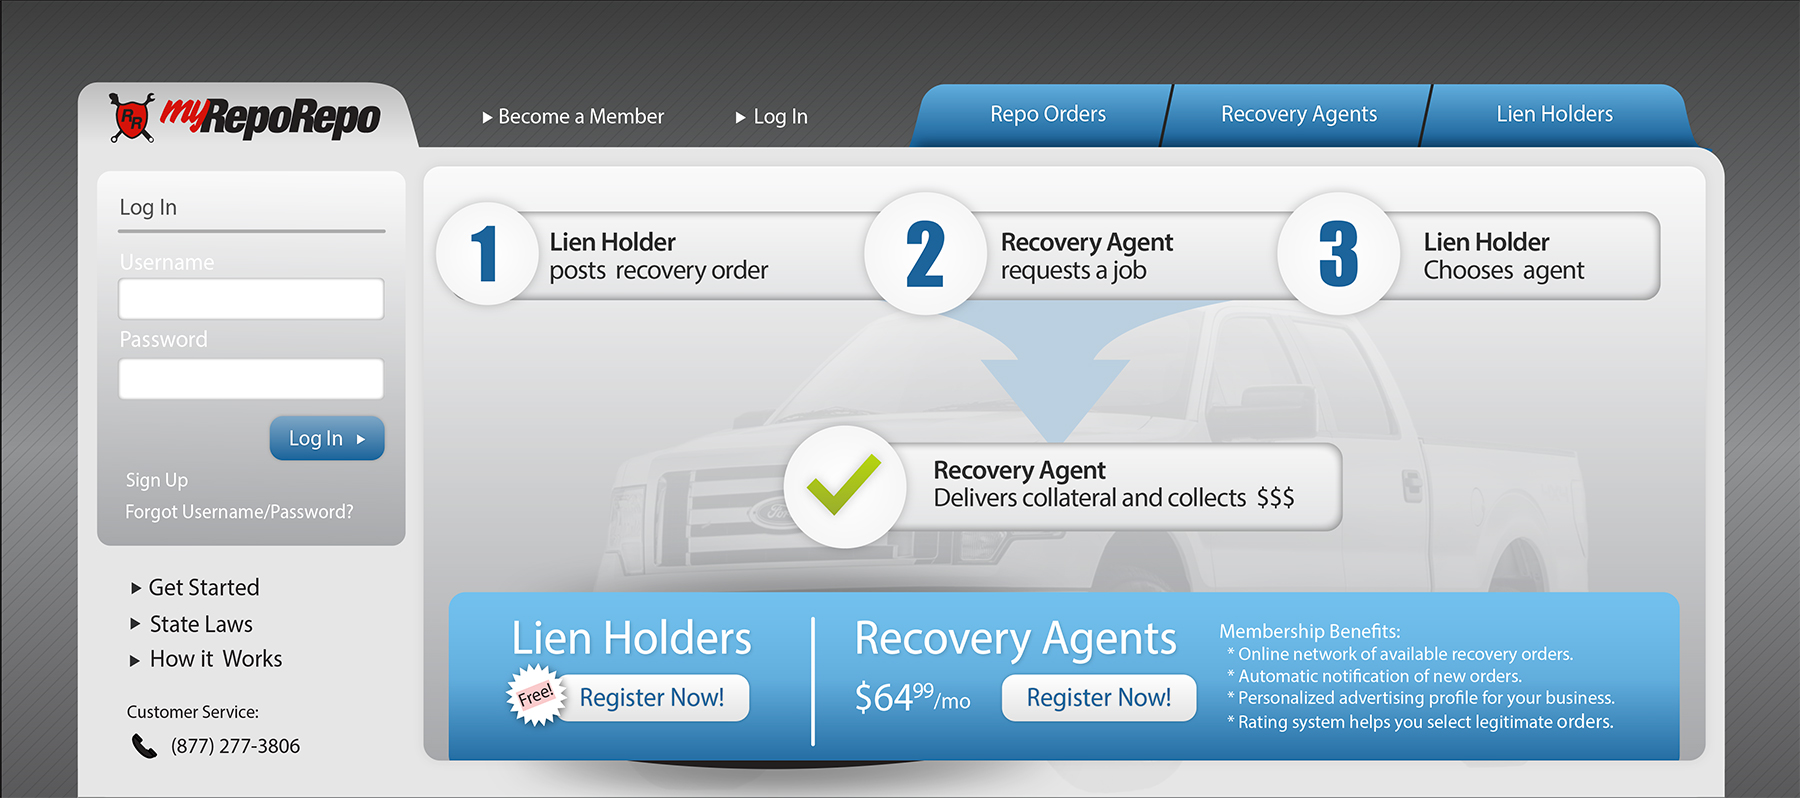 RR
myRepoRepo
Become a Member
Log In
Repo Orders
Recovery Agents
Lien Holders
Log In
Username
Password
Log In
Sign Up
Forgot Username/Password?
Get Started
State Laws
How it Works
Customer Service:
(877) 277-3806
1
Lien Holder
posts recovery order
2
Recovery Agent
requests a job
3
Lien Holder
Chooses agent
Recovery Agent
Delivers collateral and collects $$$
Ford
Lien Holders
Free!
Register Now!
Recovery Agents
$64.99/mo
Register Now!
Membership Benefits:
* Online network of available recovery orders.
* Automatic notification of new orders.
* Personalized advertising profile for your business.
* Rating system helps you select legitimate orders.